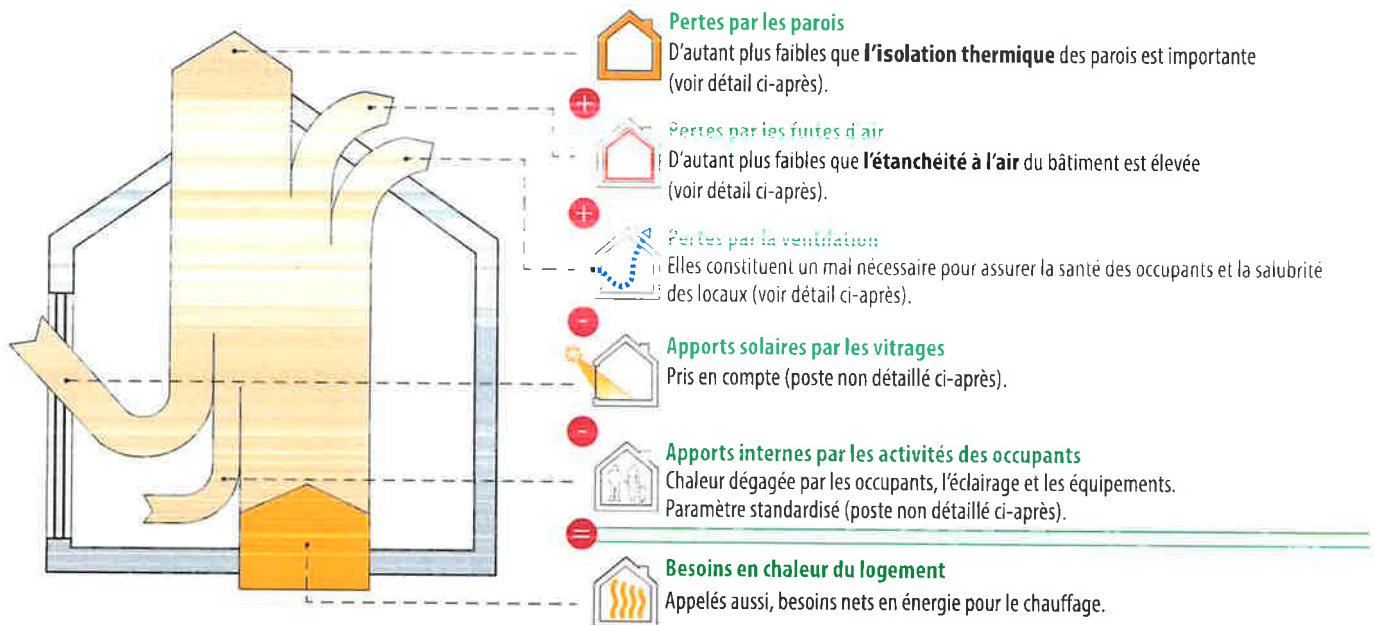 Pertes par les parois
D'autant plus faibles que l'isolation thermique des parois est importante
(voir détail ci-après).
+
Pertes par les fuites d'air
D'autant plus faibles que l'étanchéité à l'air du bâtiment est élevée
(voir détail ci-après).
+
Pertes par la ventilation
Elles constituent un mal nécessaire pour assurer la santé des occupants et la salubrité
des locaux (voir détail ci-après).
-
Apports solaires par les vitrages
Pris en compte (poste non détaillé ci-après).
-
Apports internes par les activités des occupants
Chaleur dégagée par les occupants, l'éclairage et les équipements.
Paramètre standardisé (poste non détaillé ci-après).
=
Besoins en chaleur du logement
Appelés aussi, besoins nets en énergie pour le chauffage.